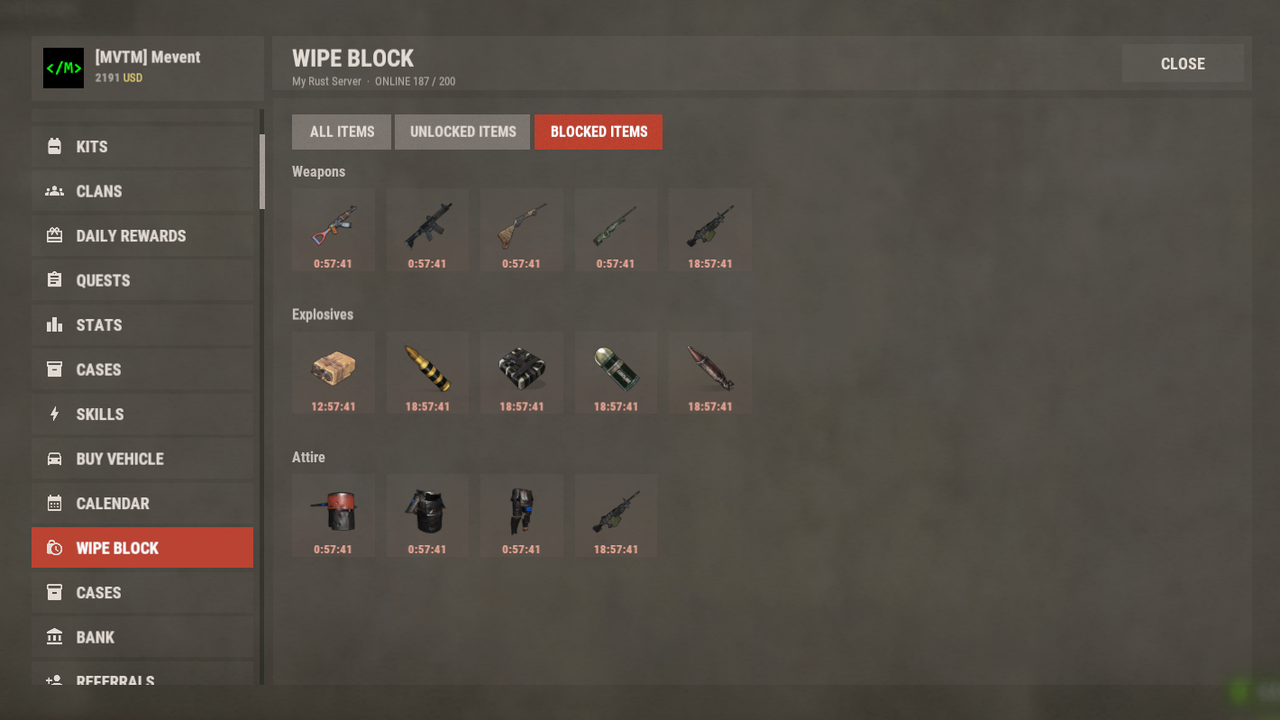 </M>
[MVTM] Mevent
2191 USD
WIPE BLOCK
My Rust Server · ONLINE 187 / 200
CLOSE
KITS
CLANS
DAILY REWARDS
QUESTS
STATS
CASES
SKILLS
BUY VEHICLE
CALENDAR
WIPE BLOCK
CASES
BANK
REFERRALS
ALL ITEMS
UNLOCKED ITEMS
BLOCKED ITEMS
Weapons
0:57:41
0:57:41
0:57:41
0:57:41
18:57:41
Explosives
12:57:41
18:57:41
18:57:41
18:57:41
18:57:41
Attire
0:57:41
0:57:41
0:57:41
18:57:41